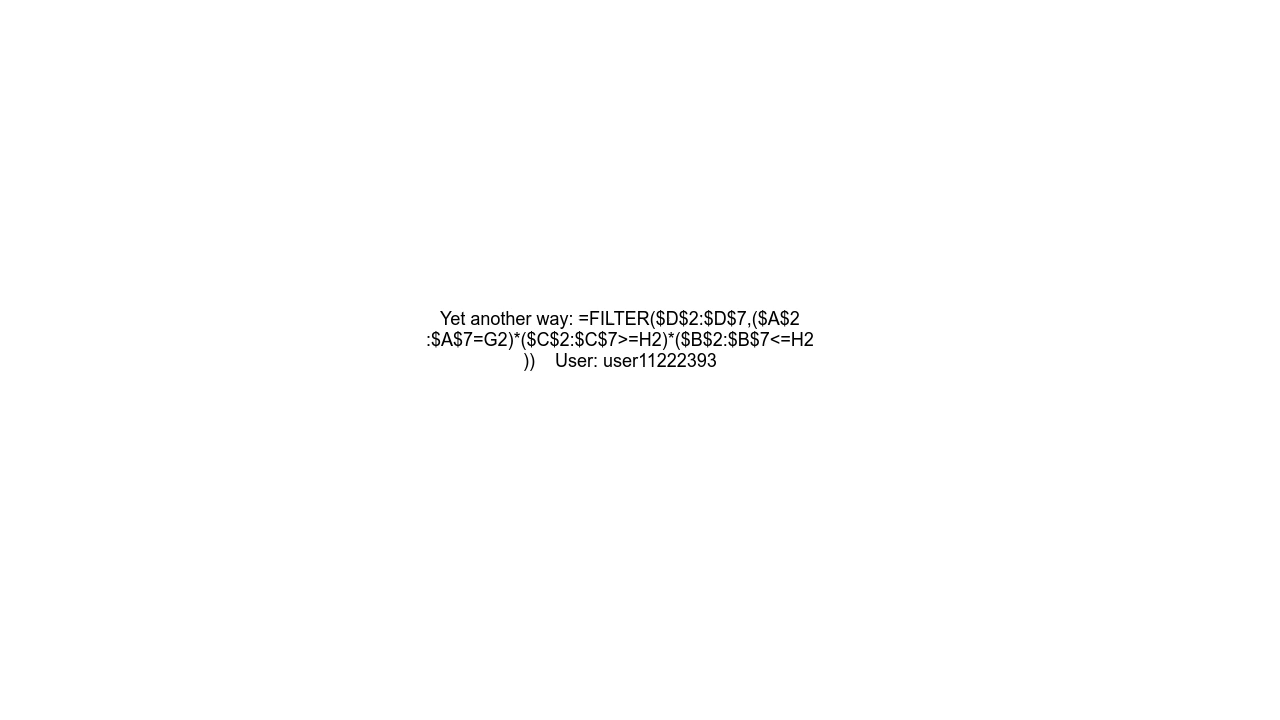 Yet another way: =FILTER($D$2:$D$7,($A$2
:$A$7=G2)*($C$2:$C$7>=H2)*($B$2:$B$7<=H2
))    User: user11222393